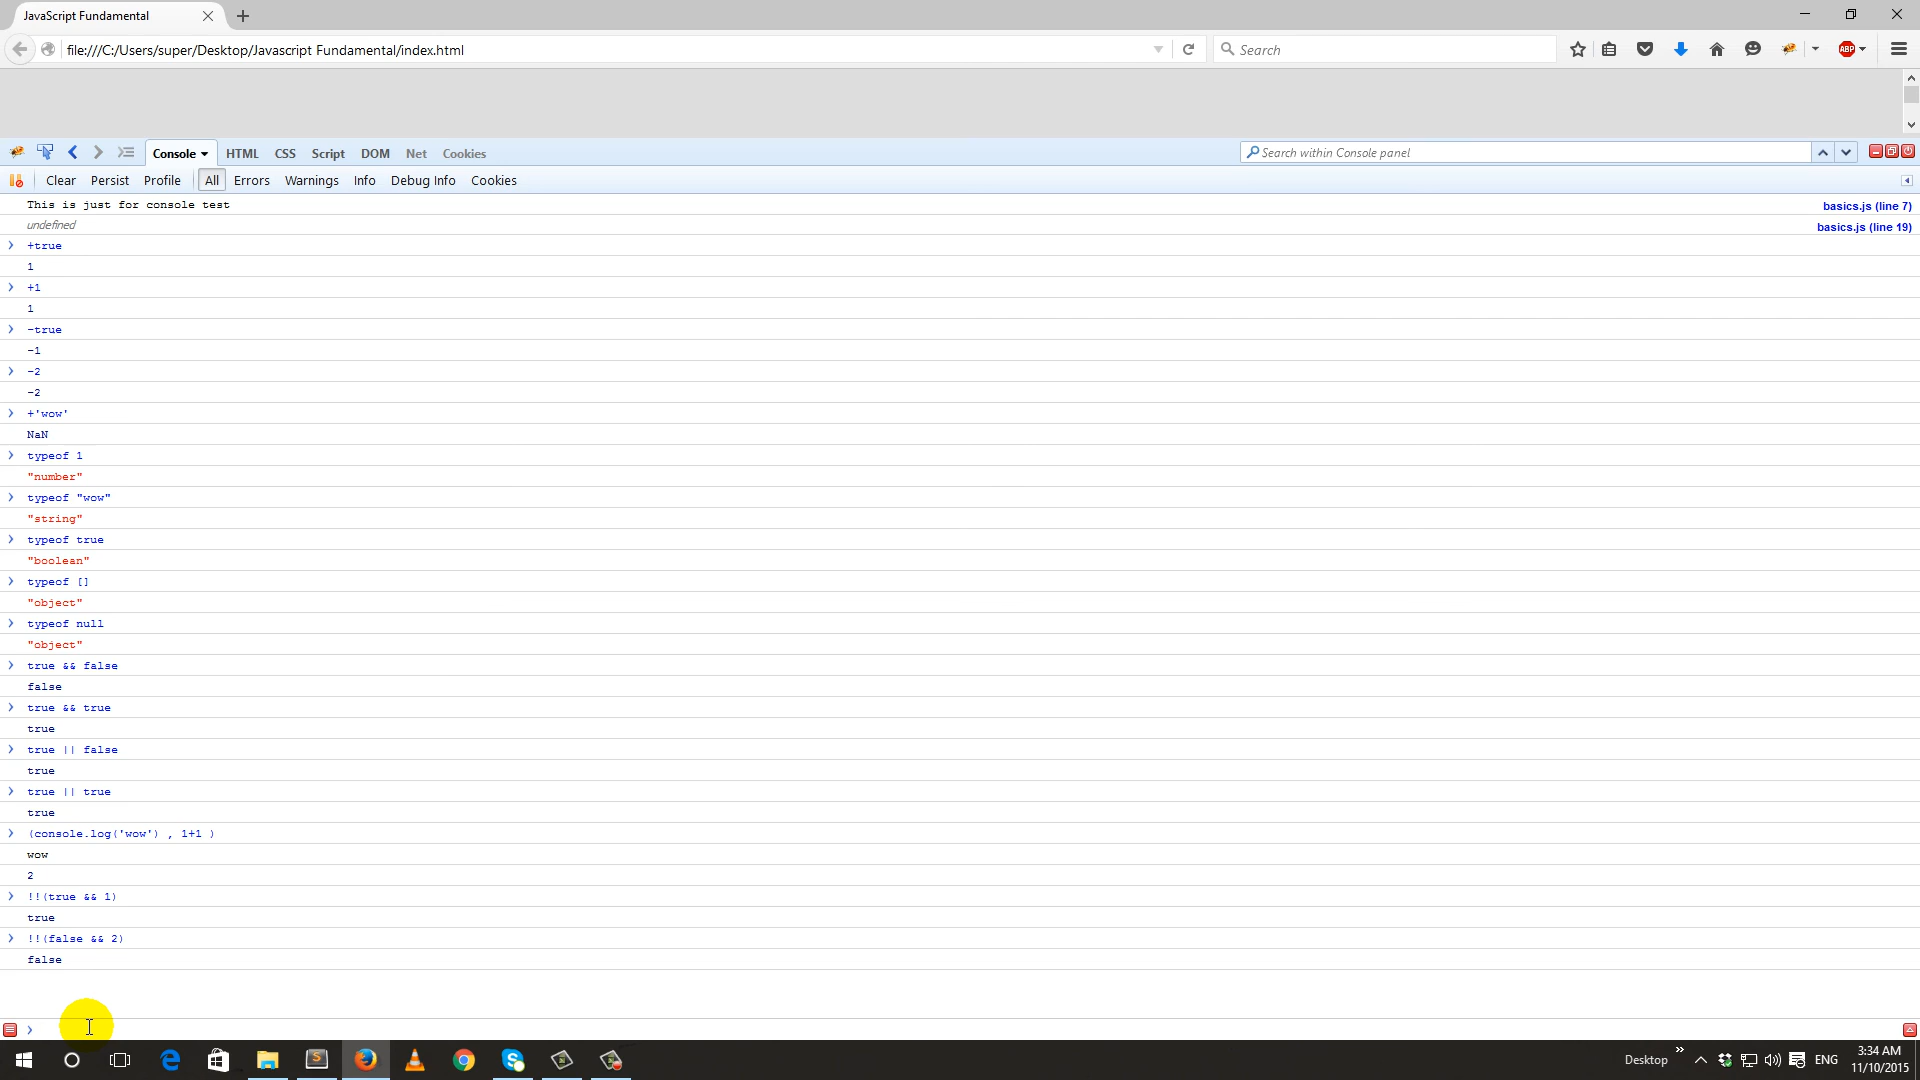 JavaScript Fundamental
file:///C:/Users/super/Desktop/Javascript Fundamental/index.html
Search
ABP
Console HTML CSS Script DOM Net Cookies
Search within Console panel
Clear Persist Profile All Errors Warnings Info Debug Info Cookies
This is just for console test basics.js (line 7)
undefined basics.js (line 19)
+true
1
+1
1
-true
-1
-2
-2
+'wow'
NaN
typeof 1
"number"
typeof "wow"
"string"
typeof true
"boolean"
typeof []
"object"
typeof null
"object"
true && false
false
true && true
true
true || false
true
true || true
true
(console.log('wow') , 1+1 )
wow
2
!!(true && 1)
true
!!(false && 2)
false
Desktop ENG
3:34 AM
11/10/2015